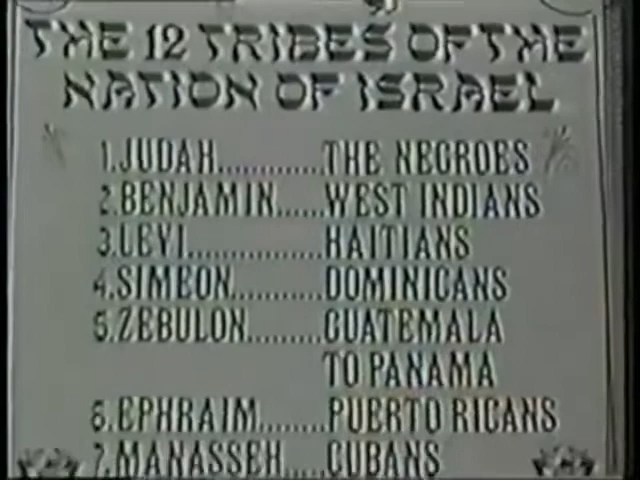 THE 12 TRIBES OF THE
NATION OF ISRAEL
1.JUDAH............THE NEGROES
2.BENJAMIN......WEST INDIANS
3.LEVI................HAITIANS
4.SIMEON...........DOMINICANS
5.ZEBULON.........GUATEMALA
TO PANAMA
6.EPHRAIM........PUERTO RICANS
7.MANASSEH.....CUBANS